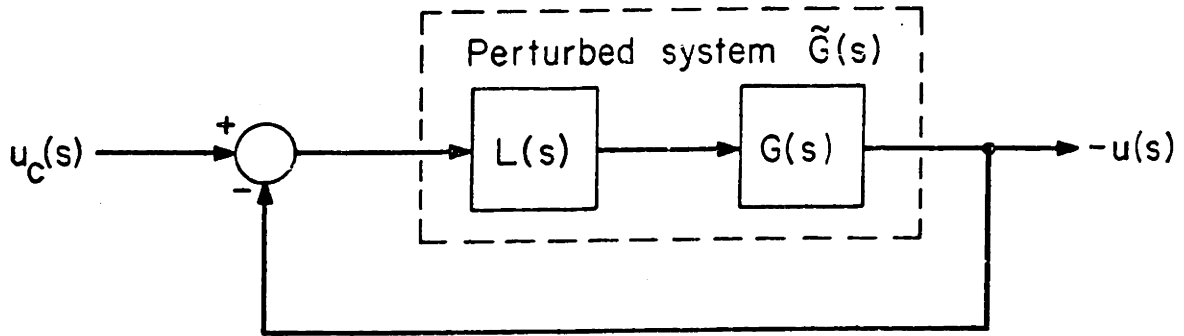 Perturbed system G̃(s)
u_c(s)
+
-
L(s)
G(s)
-u(s)